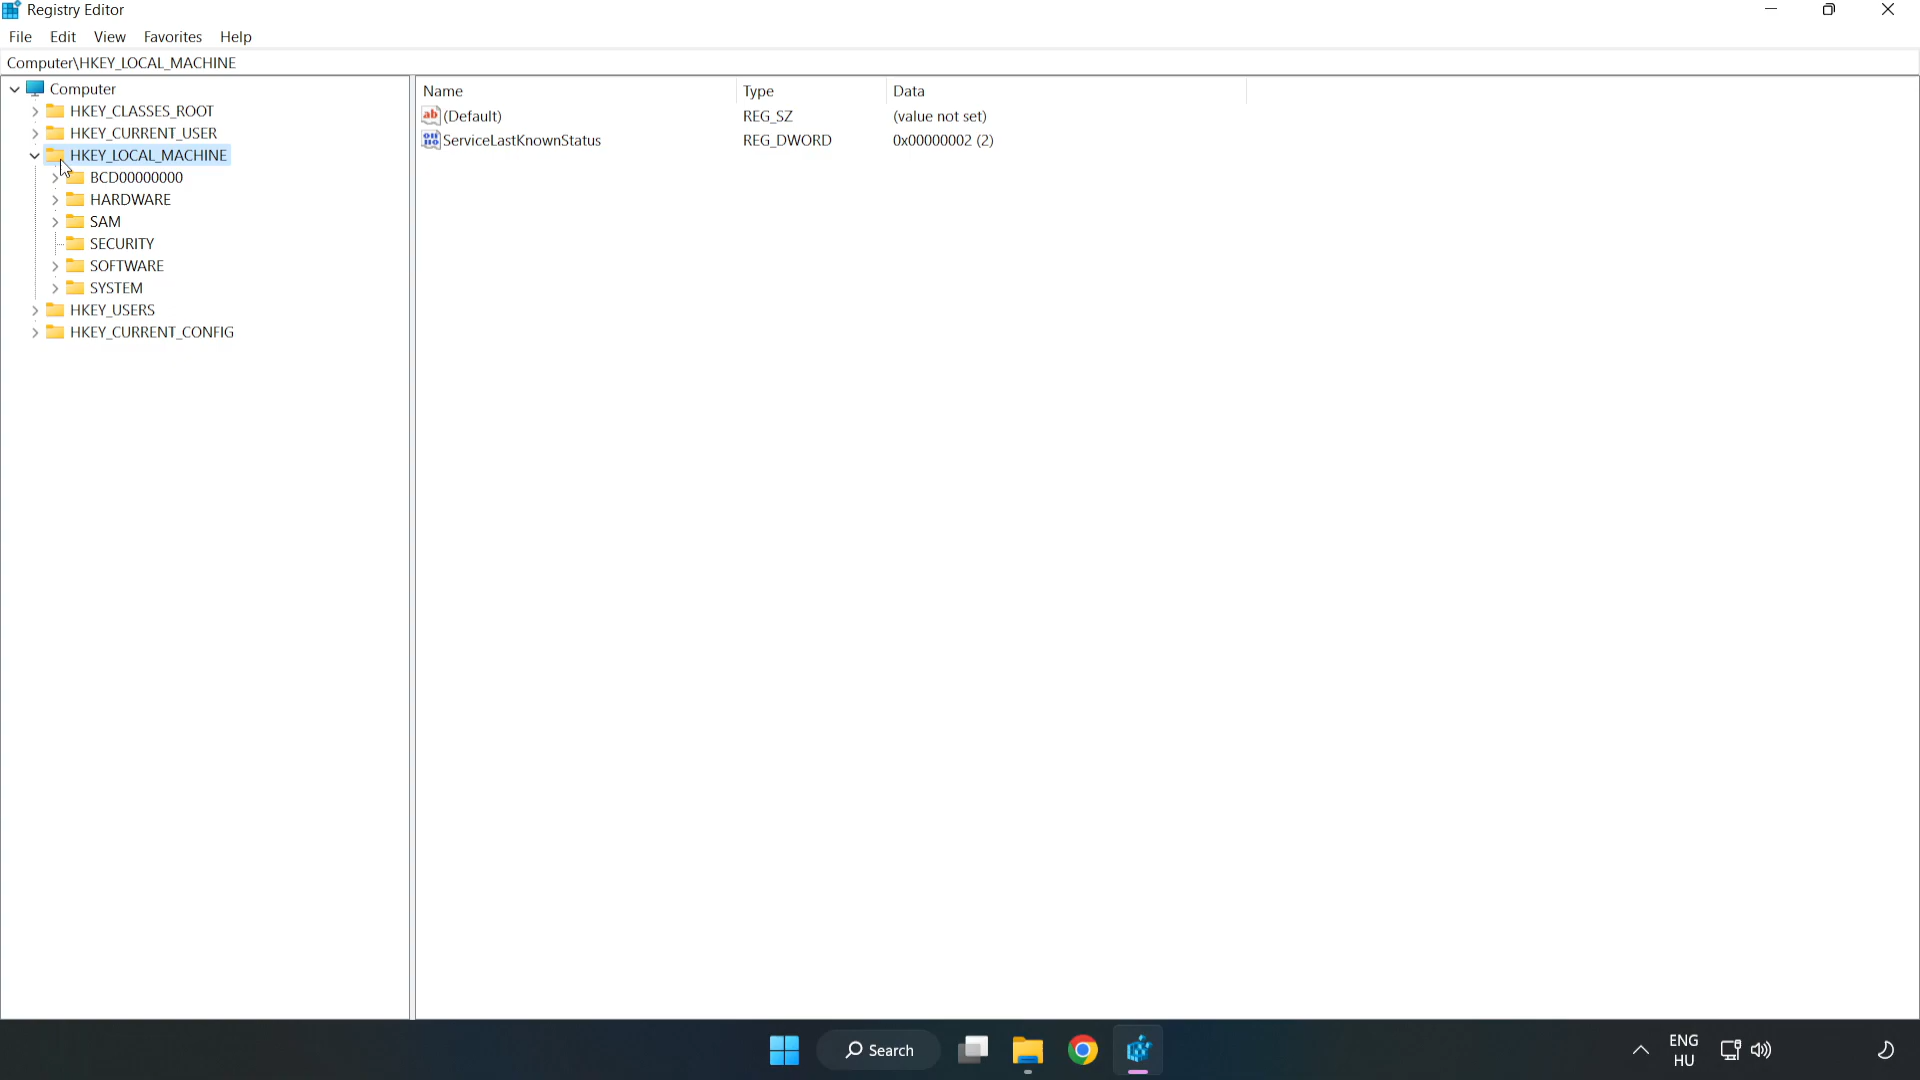 Registry Editor
File Edit View Favorites Help
Computer\HKEY_LOCAL_MACHINE
Computer
HKEY_CLASSES_ROOT
HKEY_CURRENT_USER
HKEY_LOCAL_MACHINE
BCD00000000
HARDWARE
SAM
SECURITY
SOFTWARE
SYSTEM
HKEY_USERS
HKEY_CURRENT_CONFIG
Name Type Data
(Default) REG_SZ (value not set)
ServiceLastKnownStatus REG_DWORD 0x00000002 (2)
Search
ENG
HU